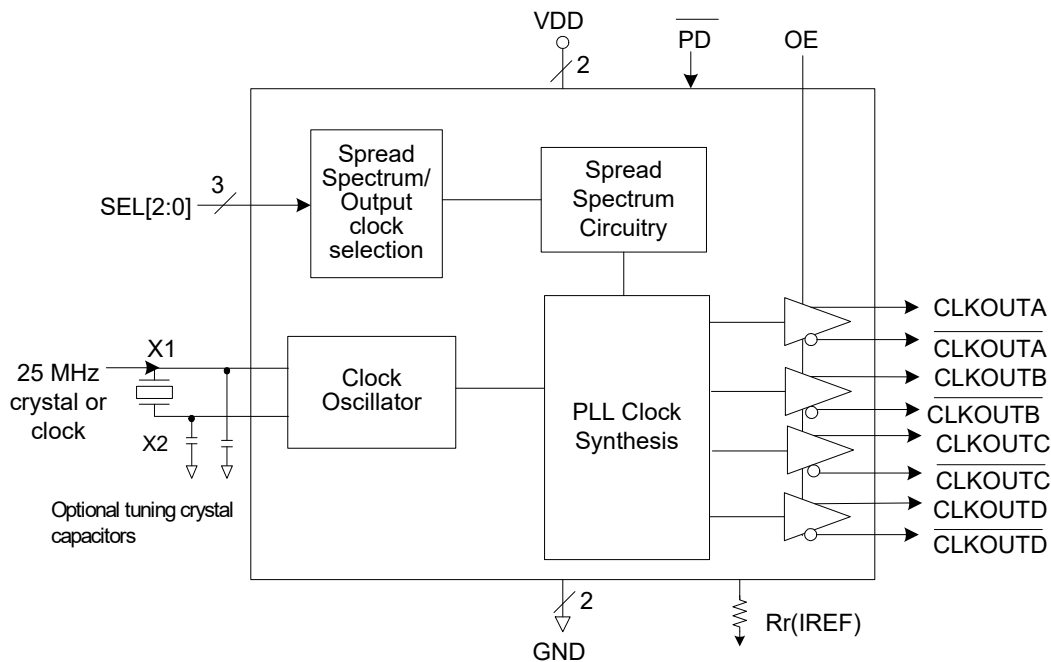 VDD
PD
OE
2
Spread
Spectrum/
Output
clock
selection
Spread
Spectrum
Circuitry
3
SEL[2:0]
CLKOUTA
CLKOUTA
CLKOUTB
CLKOUTB
CLKOUTC
CLKOUTC
CLKOUTD
CLKOUTD
X1
25 MHz
crystal or
clock
X2
Clock
Oscillator
PLL Clock
Synthesis
Optional tuning crystal
capacitors
2
GND
Rr(IREF)